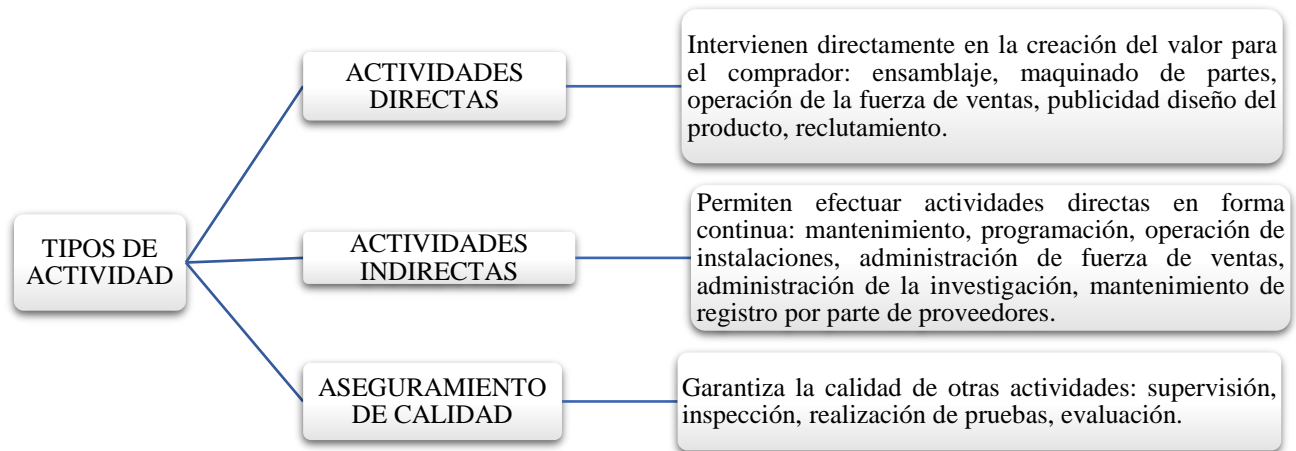 TIPOS DE
ACTIVIDAD
ACTIVIDADES
DIRECTAS
Intervienen directamente en la creación del valor para
el comprador: ensamblaje, maquinado de partes,
operación de la fuerza de ventas, publicidad diseño del
producto, reclutamiento.
ACTIVIDADES
INDIRECTAS
Permiten efectuar actividades directas en forma
continua: mantenimiento, programación, operación de
instalaciones, administración de fuerza de ventas,
administración de la investigación, mantenimiento de
registro por parte de proveedores.
ASEGURAMIENTO
DE CALIDAD
Garantiza la calidad de otras actividades: supervisión,
inspección, realización de pruebas, evaluación.